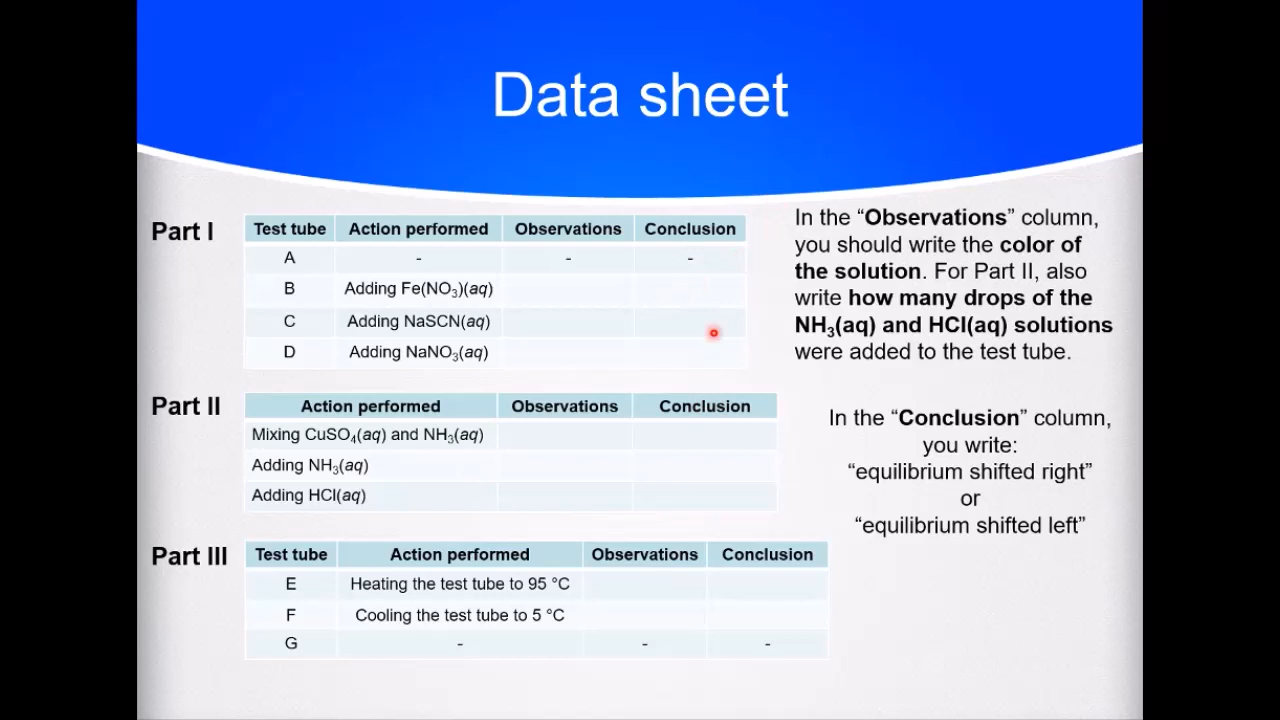 Data sheet
Part I
Test tube Action performed Observations Conclusion
A - - -
B Adding Fe(NO₃)(aq)
C Adding NaSCN(aq)
D Adding NaNO₃(aq)
In the “Observations” column,
you should write the color of
the solution. For Part II, also
write how many drops of the
NH₃(aq) and HCl(aq) solutions
were added to the test tube.
Part II
Action performed Observations Conclusion
Mixing CuSO₄(aq) and NH₃(aq)
Adding NH₃(aq)
Adding HCl(aq)
In the “Conclusion” column,
you write:
“equilibrium shifted right”
or
“equilibrium shifted left”
Part III
Test tube Action performed Observations Conclusion
E Heating the test tube to 95 °C
F Cooling the test tube to 5 °C
G - - -